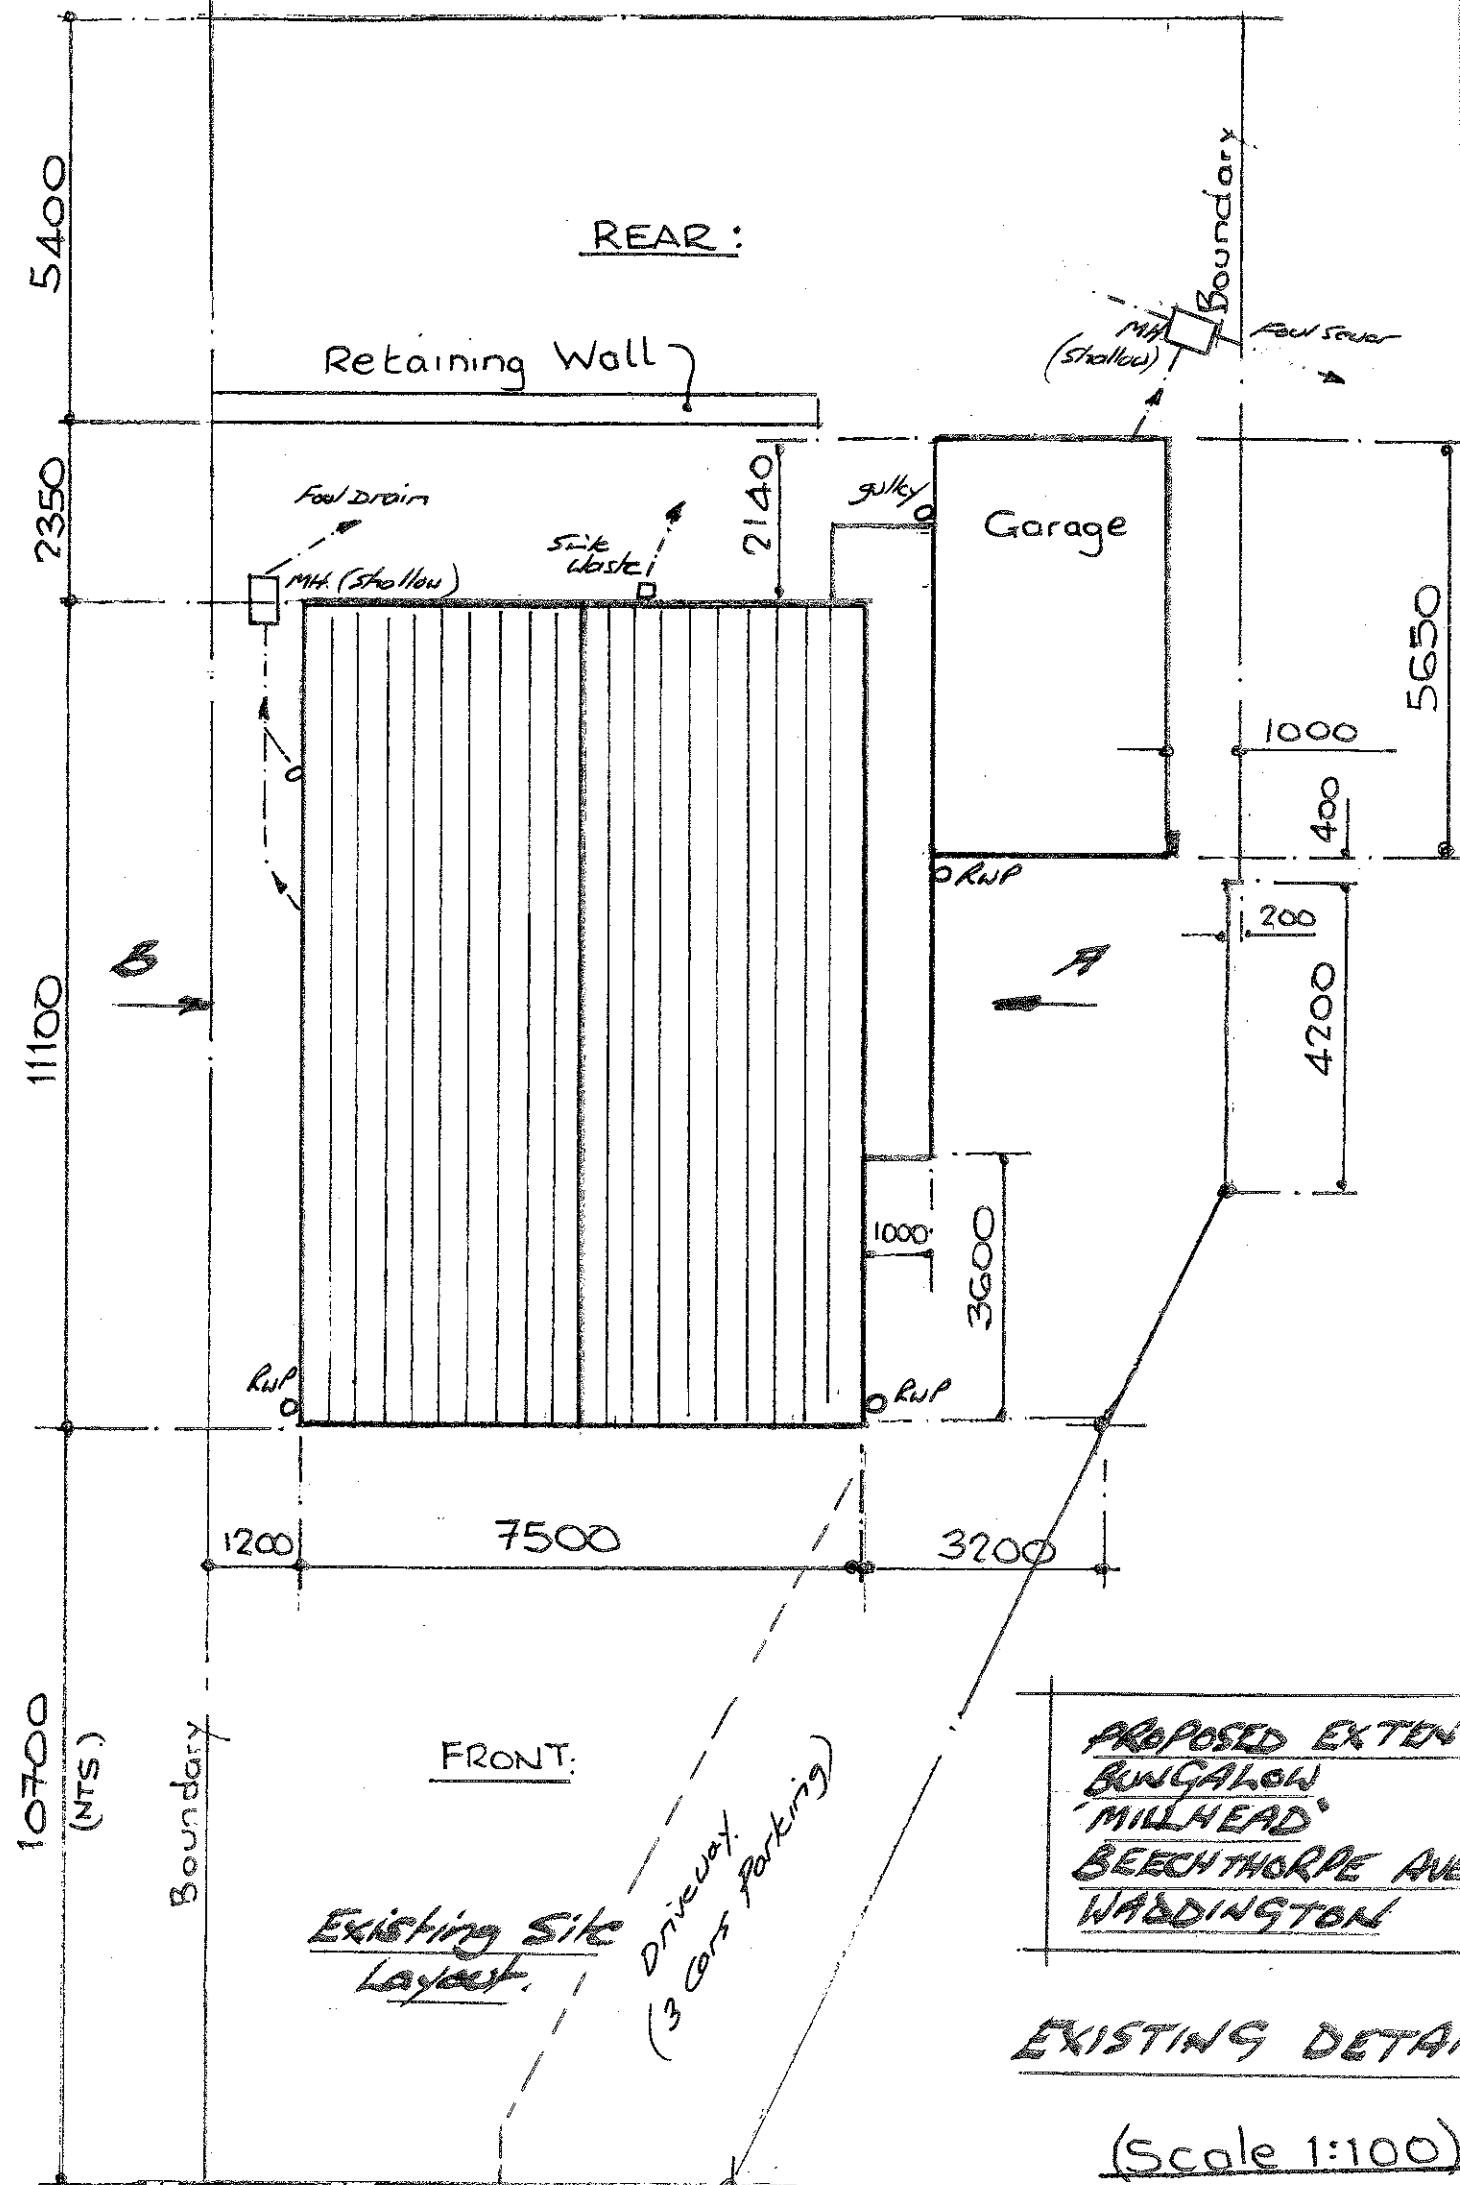 5400
REAR :
Boundary
MH
(shallow)
Foul Sewer
Retaining Wall
2350
Foul Drain
MH. (shallow)
Sink
Waste
2140
gulley
Garage
5650
1000
400
RWP
200
4200
B
A
11100
1000
3600
RWP
RWP
1200
7500
3200
10700
(NTS)
Boundary
FRONT:
Driveway.
(3 Cars Parking)
Existing Site
Layout.
PROPOSED EXTEN
BUNGALOW
'MILLHEAD'
BEECHTHORPE AVE
WADDINGTON
EXISTING DETAI
(Scale 1:100)